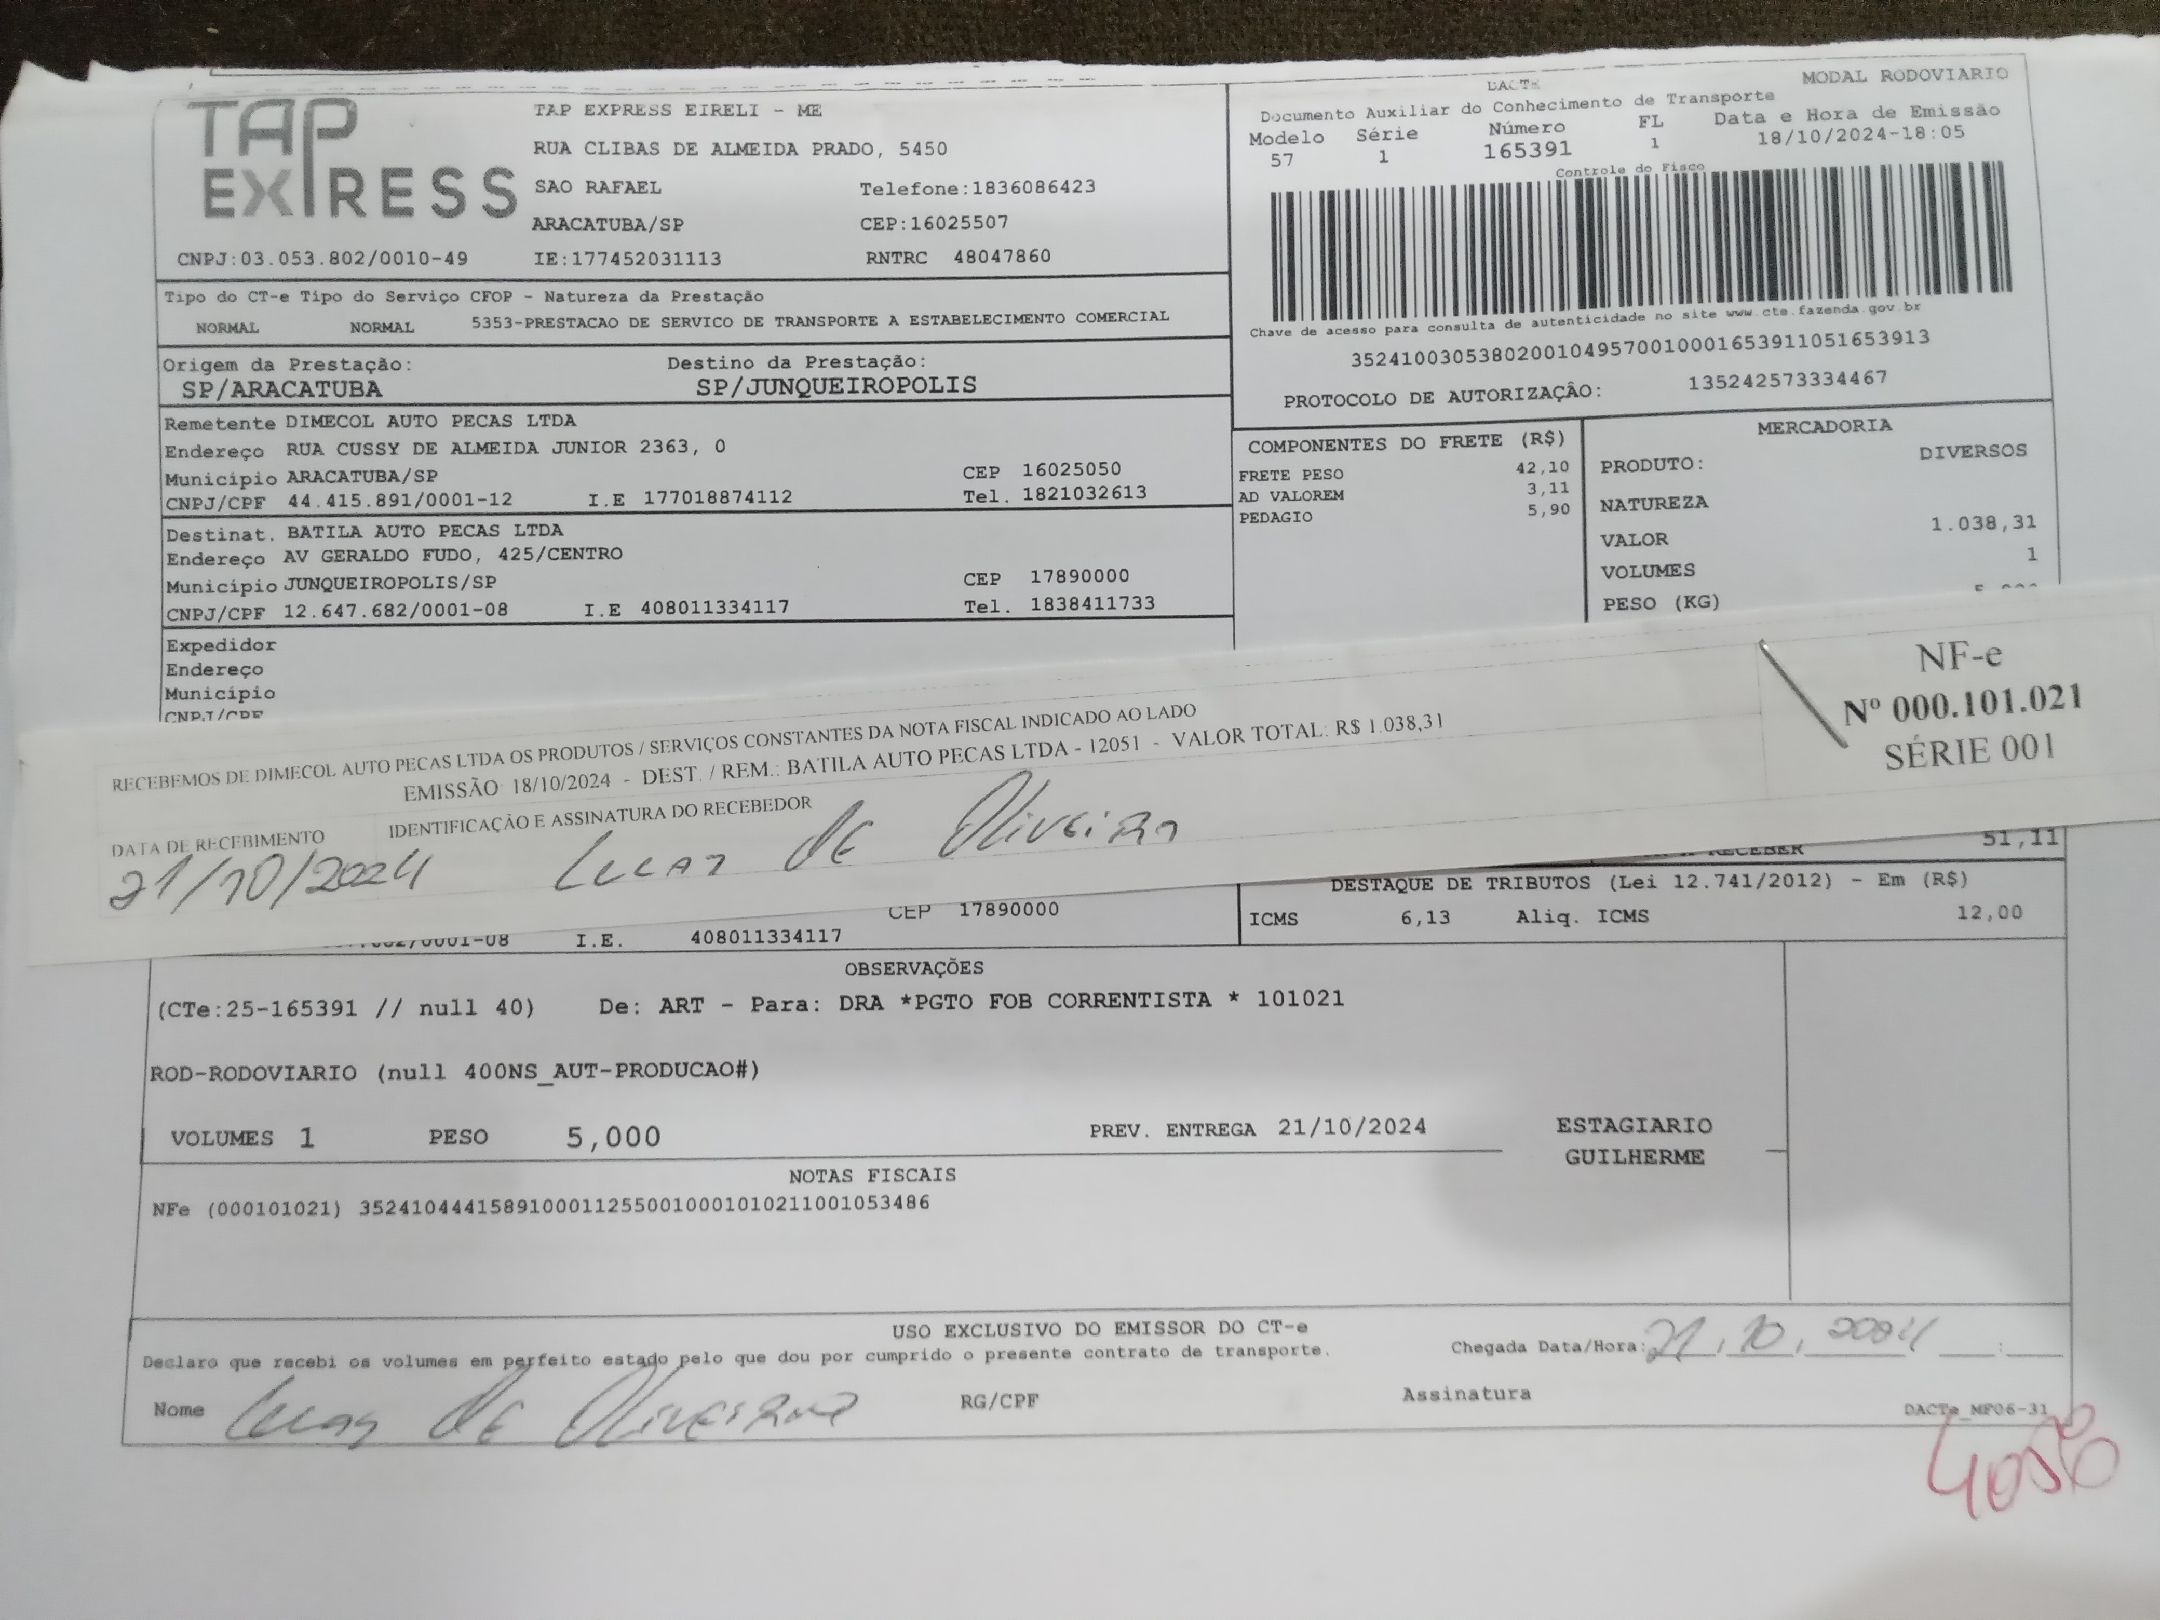 TAP EXPRESS
TAP EXPRESS EIRELI - ME
RUA CLIBAS DE ALMEIDA PRADO, 5450
SAO RAFAEL Telefone:1836086423
ARACATUBA/SP CEP:16025507
CNPJ:03.053.802/0010-49 IE:177452031113 RNTRC 48047860
DACTe MODAL RODOVIARIO
Documento Auxiliar do Conhecimento de Transporte
Modelo Série Número FL Data e Hora de Emissão
57 1 165391 1 18/10/2024-18:05
Controle do Fisco
Chave de acesso para consulta de autenticidade no site www.cte.fazenda.gov.br
35241003053802001049570010001653911051653913
PROTOCOLO DE AUTORIZAÇÃO: 135242573334467
Tipo do CT-e Tipo do Serviço CFOP - Natureza da Prestação
NORMAL NORMAL 5353-PRESTACAO DE SERVICO DE TRANSPORTE A ESTABELECIMENTO COMERCIAL
Origem da Prestação: Destino da Prestação:
SP/ARACATUBA SP/JUNQUEIROPOLIS
Remetente DIMECOL AUTO PECAS LTDA
Endereço RUA CUSSY DE ALMEIDA JUNIOR 2363, 0
Município ARACATUBA/SP CEP 16025050
CNPJ/CPF 44.415.891/0001-12 I.E 177018874112 Tel. 1821032613
Destinat. BATILA AUTO PECAS LTDA
Endereço AV GERALDO FUDO, 425/CENTRO
Município JUNQUEIROPOLIS/SP CEP 17890000
CNPJ/CPF 12.647.682/0001-08 I.E 408011334117 Tel. 1838411733
Expedidor
Endereço
Município
CNPJ/CPF
COMPONENTES DO FRETE (R$)
FRETE PESO 42,10
AD VALOREM 3,11
PEDAGIO 5,90
MERCADORIA
PRODUTO: DIVERSOS
NATUREZA
VALOR 1.038,31
VOLUMES 1
PESO (KG)
RECEBEMOS DE DIMECOL AUTO PECAS LTDA OS PRODUTOS / SERVIÇOS CONSTANTES DA NOTA FISCAL INDICADO AO LADO
EMISSÃO: 18/10/2024 - DEST. / REM.: BATILA AUTO PECAS LTDA - 12051 - VALOR TOTAL: R$ 1.038,31
DATA DE RECEBIMENTO IDENTIFICAÇÃO E ASSINATURA DO RECEBEDOR
21/10/2024 Lucas DE Oliveira
NF-e
Nº 000.101.021
SÉRIE 001
RECEBER 51,11
DESTAQUE DE TRIBUTOS (Lei 12.741/2012) - Em (R$)
ICMS 6,13 Aliq. ICMS 12,00
CEP 17890000
/0001-08 I.E. 408011334117
OBSERVAÇÕES
(CTe:25-165391 // null 40) De: ART - Para: DRA *PGTO FOB CORRENTISTA * 101021
ROD-RODOVIARIO (null 400NS_AUT-PRODUCAO#)
VOLUMES 1 PESO 5,000 PREV. ENTREGA 21/10/2024 ESTAGIARIO
GUILHERME
NOTAS FISCAIS
NFe (000101021) 35241044415891000112550010001010211001053486
USO EXCLUSIVO DO EMISSOR DO CT-e
Declaro que recebi os volumes em perfeito estado pelo que dou por cumprido o presente contrato de transporte. Chegada Data/Hora: 21, 10, 2024
Nome Lucas DE Oliveira RG/CPF Assinatura
DACTe_MF06-31